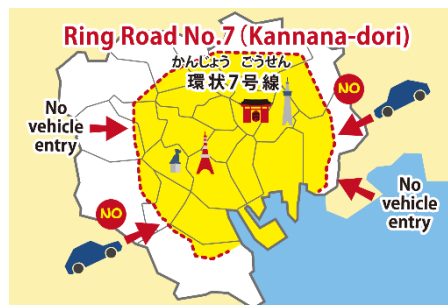 Ring Road No.7 (Kannana-dori)
かんじょう ごうせん
環状7号線
NO
No
vehicle
entry
No
vehicle
entry
NO